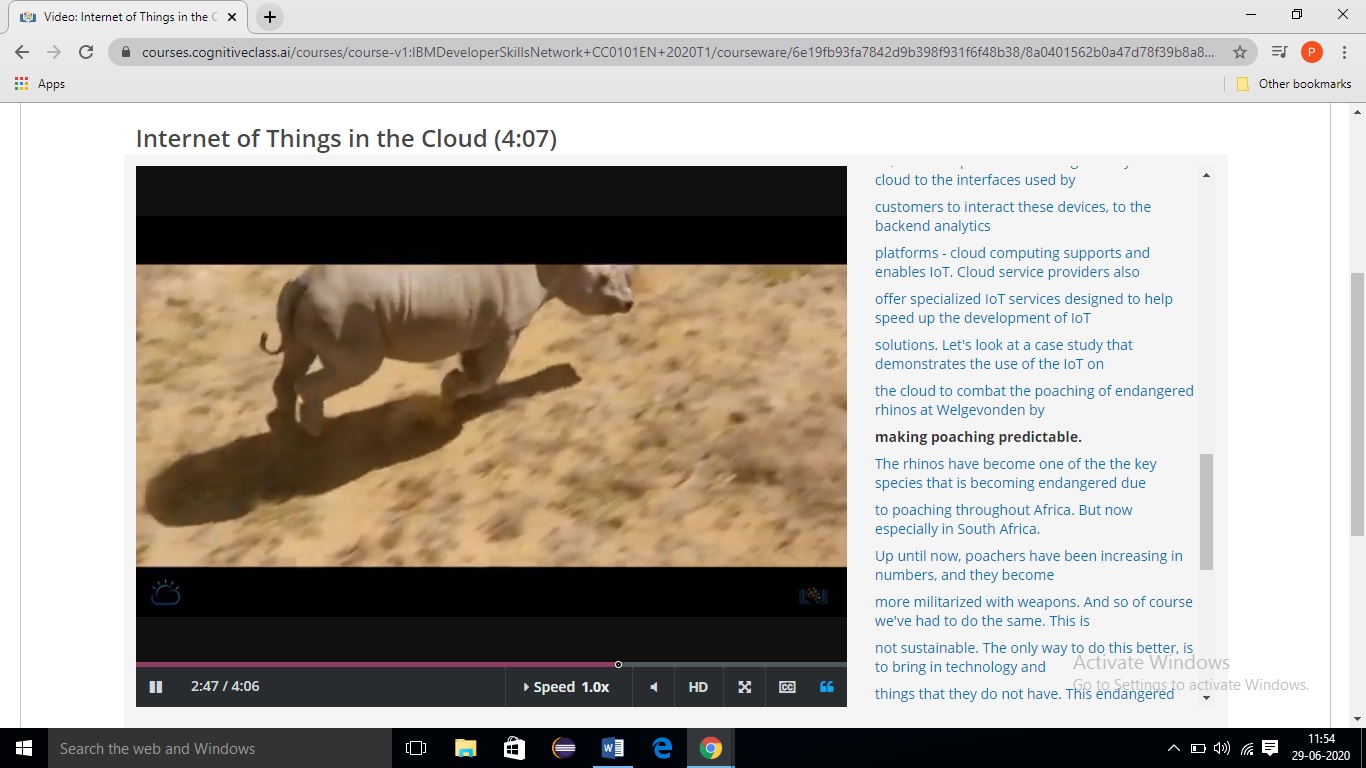 Video: Internet of Things in the C
courses.cognitiveclass.ai/courses/course-v1:IBMDeveloperSkillsNetwork+CC0101EN+2020T1/courseware/6e19fb93fa7842d9b398f931f6f48b38/8a0401562b0a47d78f39b8a8...
P
Apps
Other bookmarks
Internet of Things in the Cloud (4:07)
cloud to the interfaces used by
customers to interact these devices, to the
backend analytics
platforms - cloud computing supports and
enables IoT. Cloud service providers also
offer specialized IoT services designed to help
speed up the development of IoT
solutions. Let's look at a case study that
demonstrates the use of the IoT on
the cloud to combat the poaching of endangered
rhinos at Welgevonden by
making poaching predictable.
The rhinos have become one of the the key
species that is becoming endangered due
to poaching throughout Africa. But now
especially in South Africa.
Up until now, poachers have been increasing in
numbers, and they become
more militarized with weapons. And so of course
we've had to do the same. This is
not sustainable. The only way to do this better, is
to bring in technology and
things that they do not have. This endangered
2:47 / 4:06
Speed 1.0x
HD
CC
Activate Windows
Go to Settings to activate Windows.
Search the web and Windows
11:54
29-06-2020